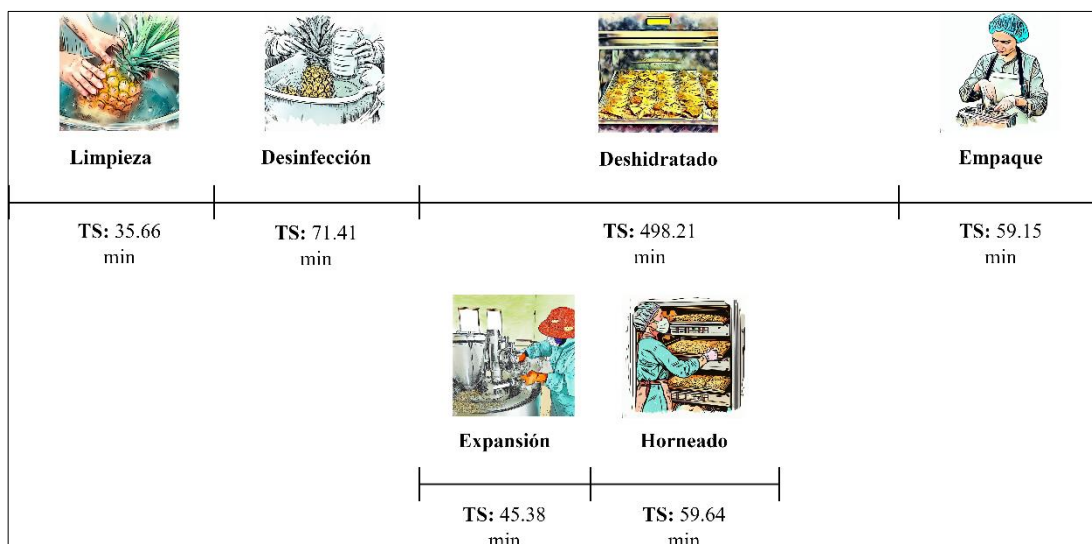 Limpieza
Desinfección
Deshidratado
Empaque
TS: 35.66
min
TS: 71.41
min
TS: 498.21
min
TS: 59.15
min
Expansión
Horneado
TS: 45.38
min
TS: 59.64
min